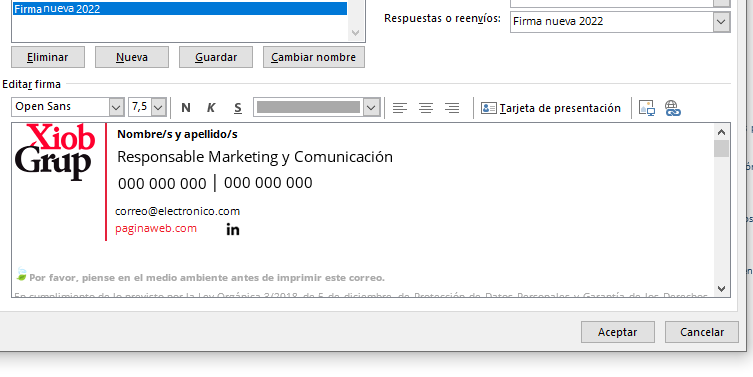 Firma nueva 2022
Respuestas o reenvíos:
Firma nueva 2022
Eliminar
Nueva
Guardar
Cambiar nombre
Editar firma
Open Sans
7,5
N
K
S
Tarjeta de presentación
Xiob
Grup
Nombre/s y apellido/s
Responsable Marketing y Comunicación
000 000 000 | 000 000 000
correo@electronico.com
paginaweb.com
in
Por favor, piense en el medio ambiente antes de imprimir este correo.
En cumplimiento de lo previsto por la Ley Orgánica 3/2018, de 5 de diciembre, de Protección de Datos Personales y Garantía de los Derechos
Aceptar
Cancelar